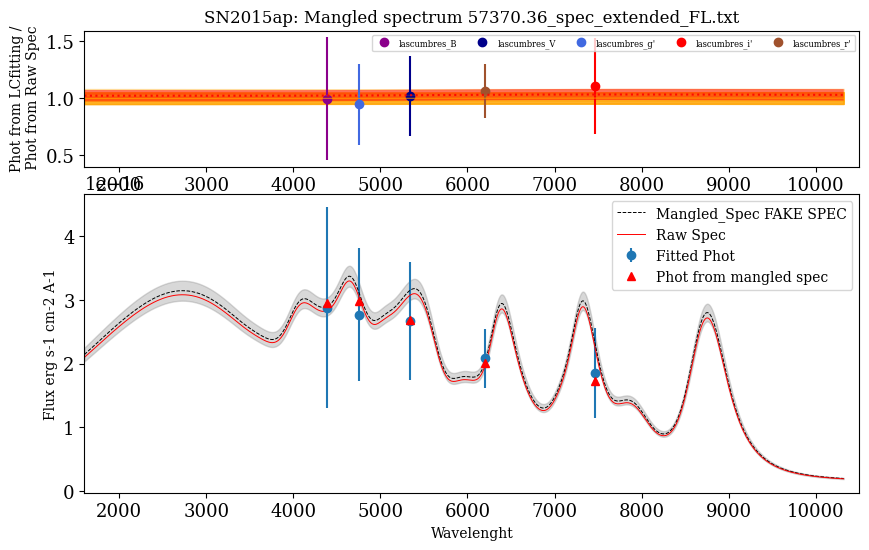 SN2015ap: Mangled spectrum 57370.36_spec_extended_FL.txt
Phot from LCfitting /
Phot from Raw Spec
1.5
1.0
0.5
lascumbres_B
lascumbres_V
lascumbres_g'
lascumbres_i'
lascumbres_r'
2000 3000 4000 5000 6000 7000 8000 9000 10000
1e−16
Flux erg s-1 cm-2 A-1
4
3
2
1
0
Mangled_Spec FAKE SPEC
Raw Spec
Fitted Phot
Phot from mangled spec
2000 3000 4000 5000 6000 7000 8000 9000 10000
Wavelenght